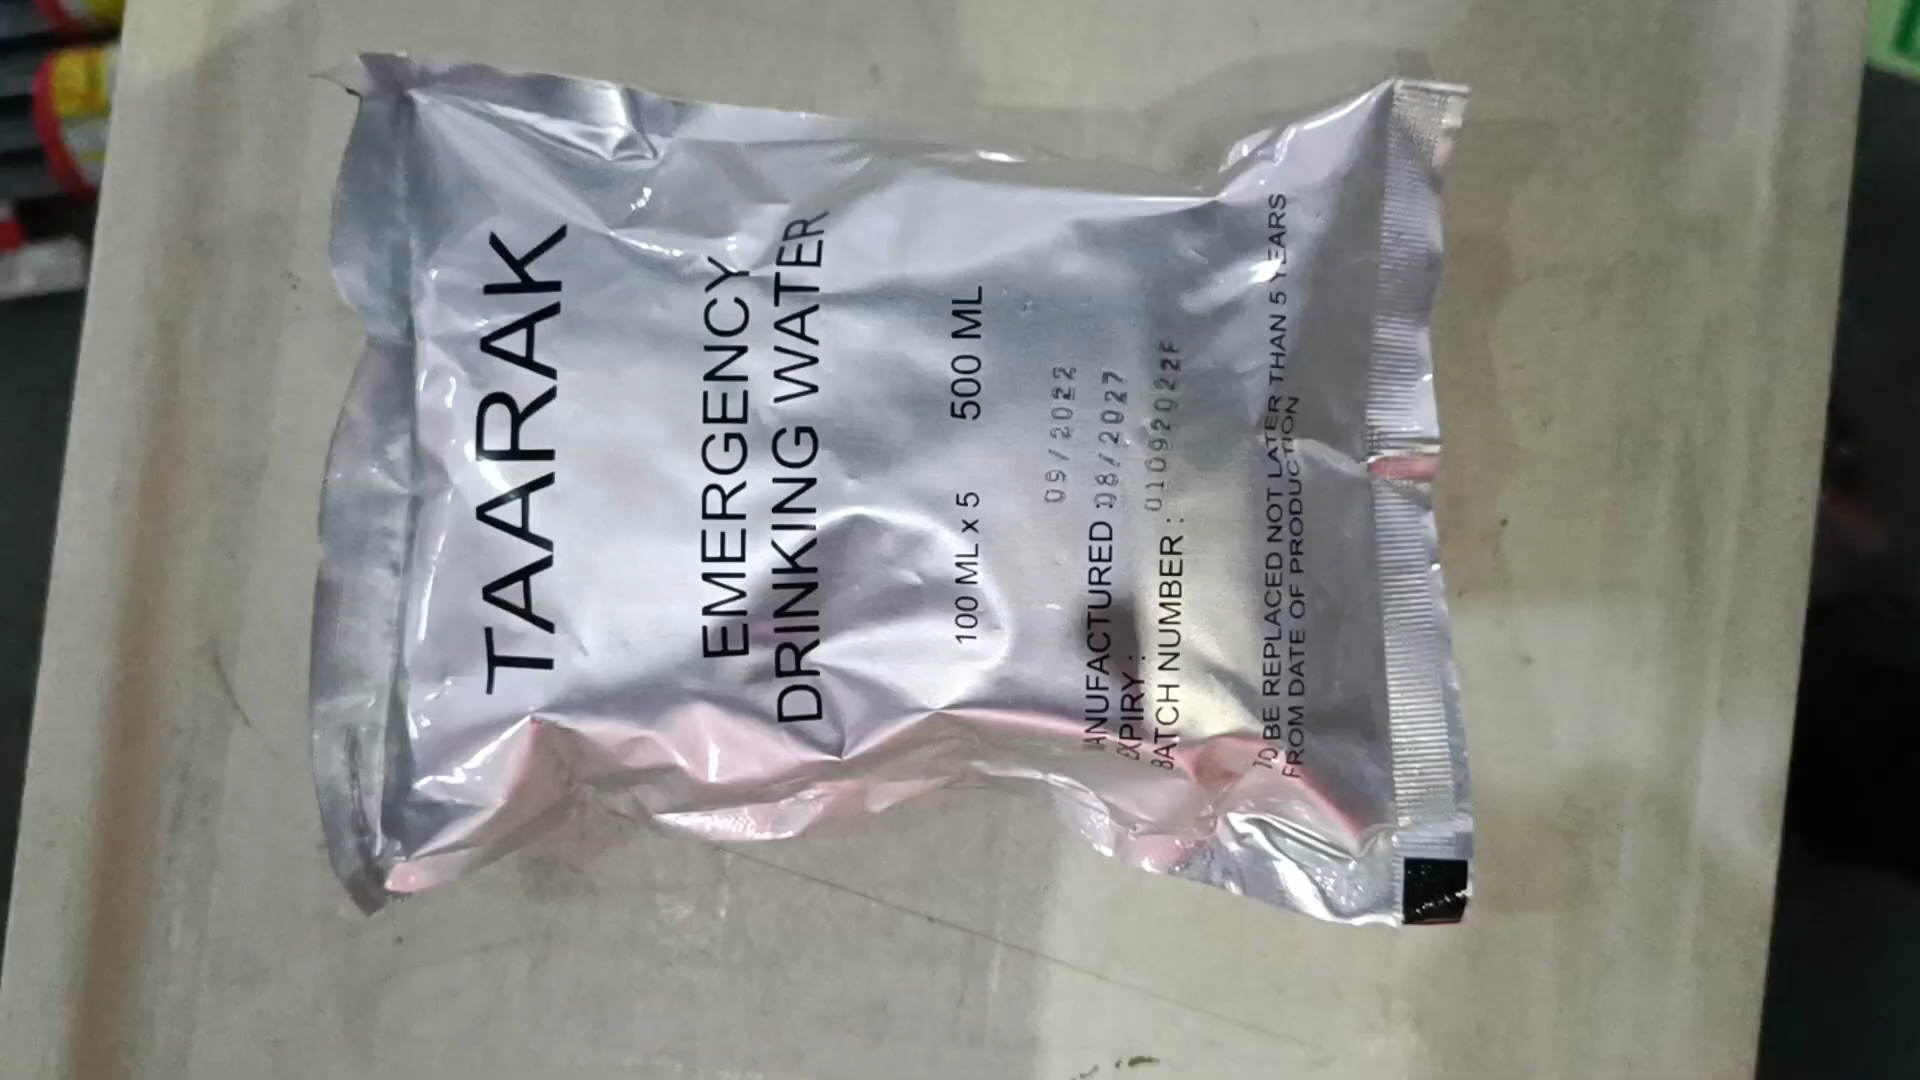 TAARAK
EMERGENCY
DRINKING WATER
100 ML x 5 500 ML
09/2022
ANUFACTURED : 08/2027
EXPIRY :
BATCH NUMBER : 01092022F
TO BE REPLACED NOT LATER THAN 5 YEARS
FROM DATE OF PRODUCTION